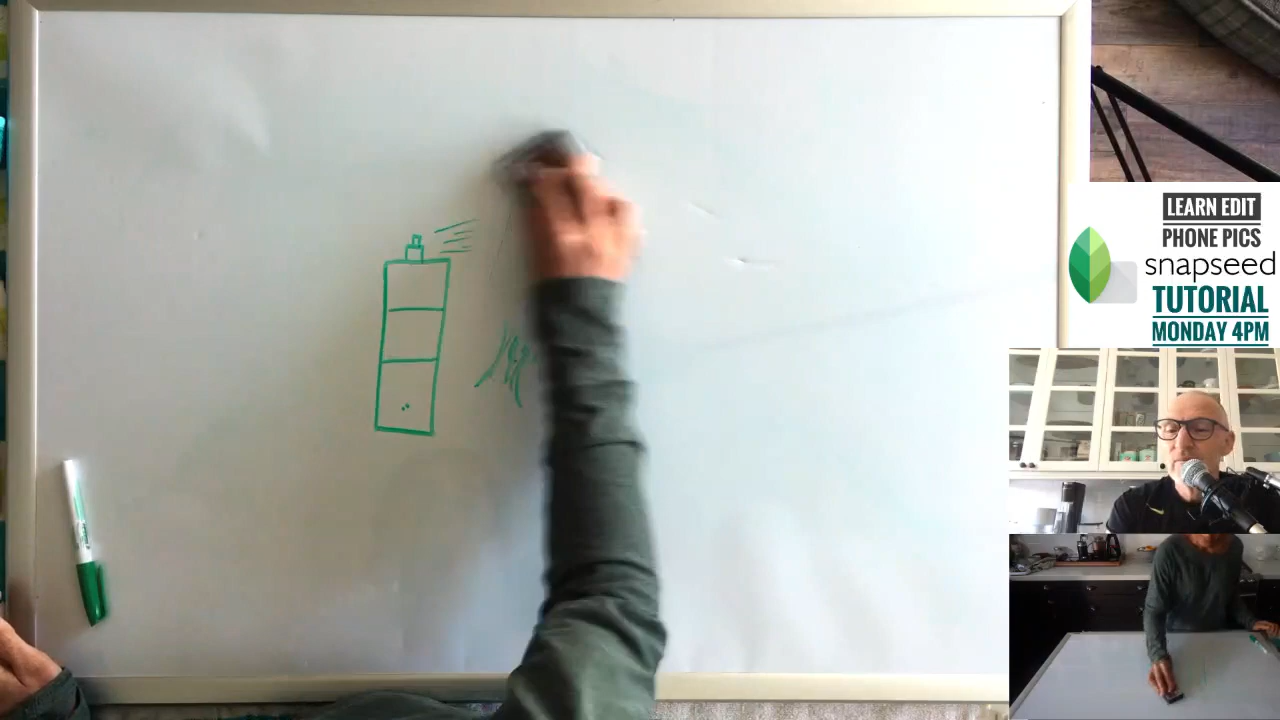 LEARN EDIT
PHONE PICS
snapseed
TUTORIAL
MONDAY 4PM